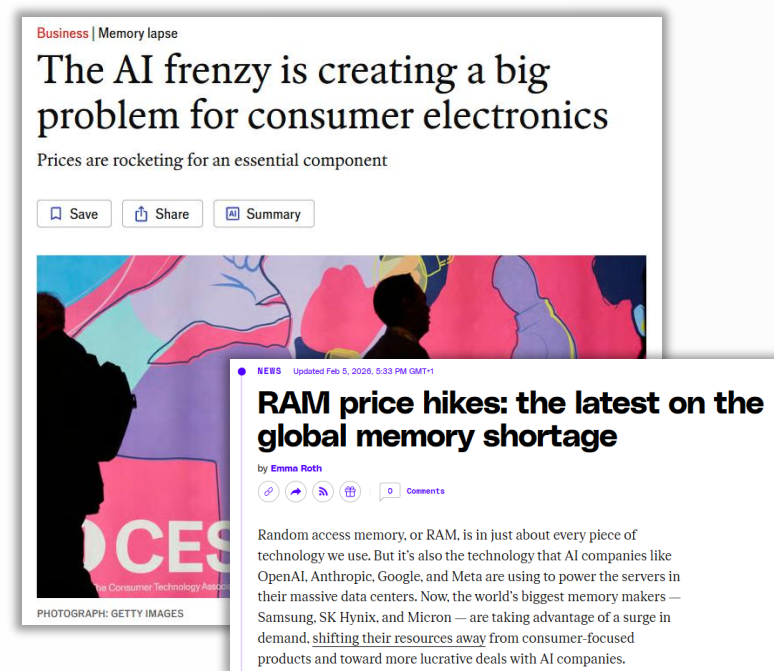 Business | Memory lapse
The AI frenzy is creating a big
problem for consumer electronics
Prices are rocketing for an essential component
Save Share AI Summary
CES
he Consumer Technology Assoc
PHOTOGRAPH: GETTY IMAGES
NEWS Updated Feb 5, 2026, 5:33 PM GMT+1
RAM price hikes: the latest on the
global memory shortage
by Emma Roth
0 Comments
Random access memory, or RAM, is in just about every piece of
technology we use. But it’s also the technology that AI companies like
OpenAI, Anthropic, Google, and Meta are using to power the servers in
their massive data centers. Now, the world’s biggest memory makers —
Samsung, SK Hynix, and Micron — are taking advantage of a surge in
demand, shifting their resources away from consumer-focused
products and toward more lucrative deals with AI companies.